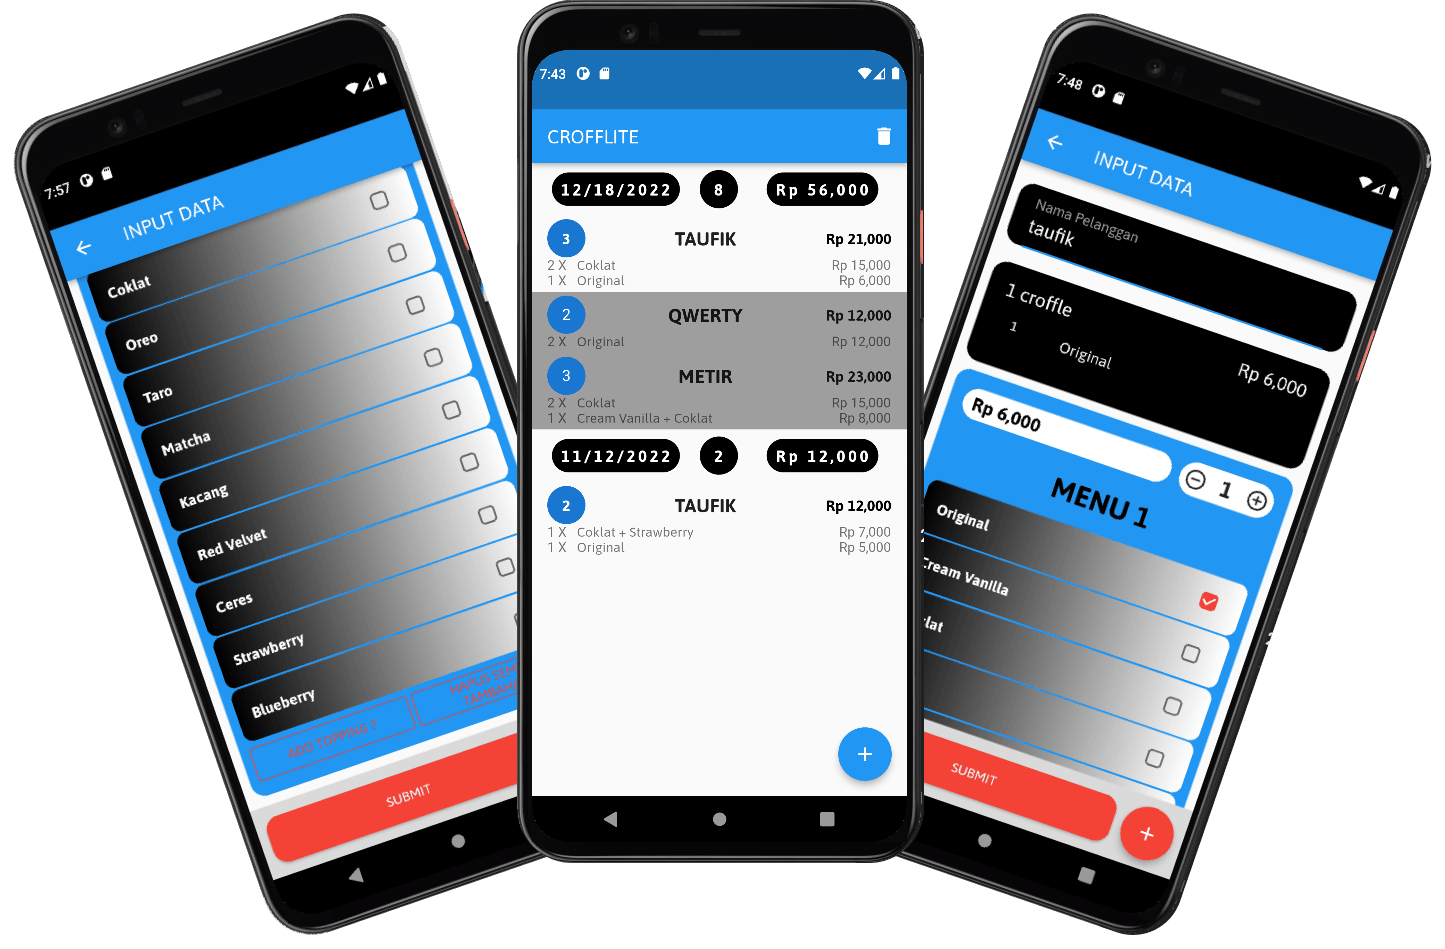 7:57
INPUT DATA
Coklat
Oreo
Taro
Matcha
Kacang
Red Velvet
Ceres
Strawberry
Blueberry
ADD TOPPING ?
HAPUS
SUBMIT
7:43
CROFFLITE
12/18/2022 8 Rp 56,000
3 TAUFIK Rp 21,000
2 X Coklat Rp 15,000
1 X Original Rp 6,000
2 QWERTY Rp 12,000
2 X Original Rp 12,000
3 METIR Rp 23,000
2 X Coklat Rp 15,000
1 X Cream Vanilla + Coklat Rp 8,000
11/12/2022 2 Rp 12,000
2 TAUFIK Rp 12,000
1 X Coklat + Strawberry Rp 7,000
1 X Original Rp 5,000
+
7:48
INPUT DATA
Nama Pelanggan
taufik
1 croffle
1 Original Rp 6,000
Rp 6,000
1
MENU 1
Original
Cream Vanilla
lat
SUBMIT
+